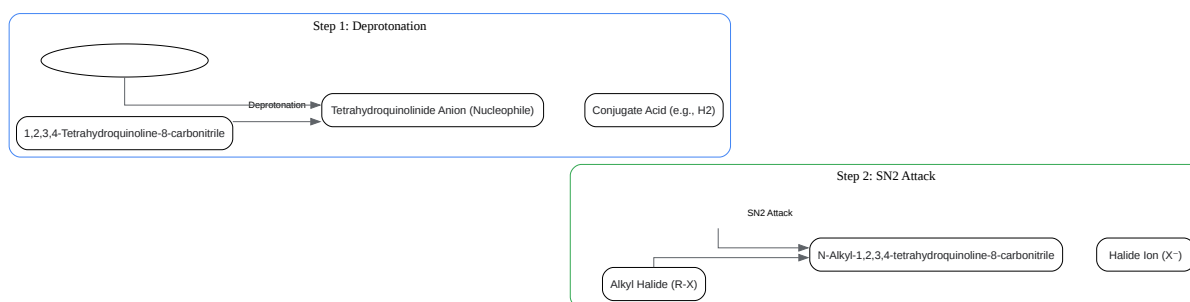 Step 1: Deprotonation
Deprotonation
Tetrahydroquinolinide Anion (Nucleophile)
Conjugate Acid (e.g., H2)
1,2,3,4-Tetrahydroquinoline-8-carbonitrile
Step 2: SN2 Attack
SN2 Attack
N-Alkyl-1,2,3,4-tetrahydroquinoline-8-carbonitrile
Halide Ion (X⁻)
Alkyl Halide (R-X)